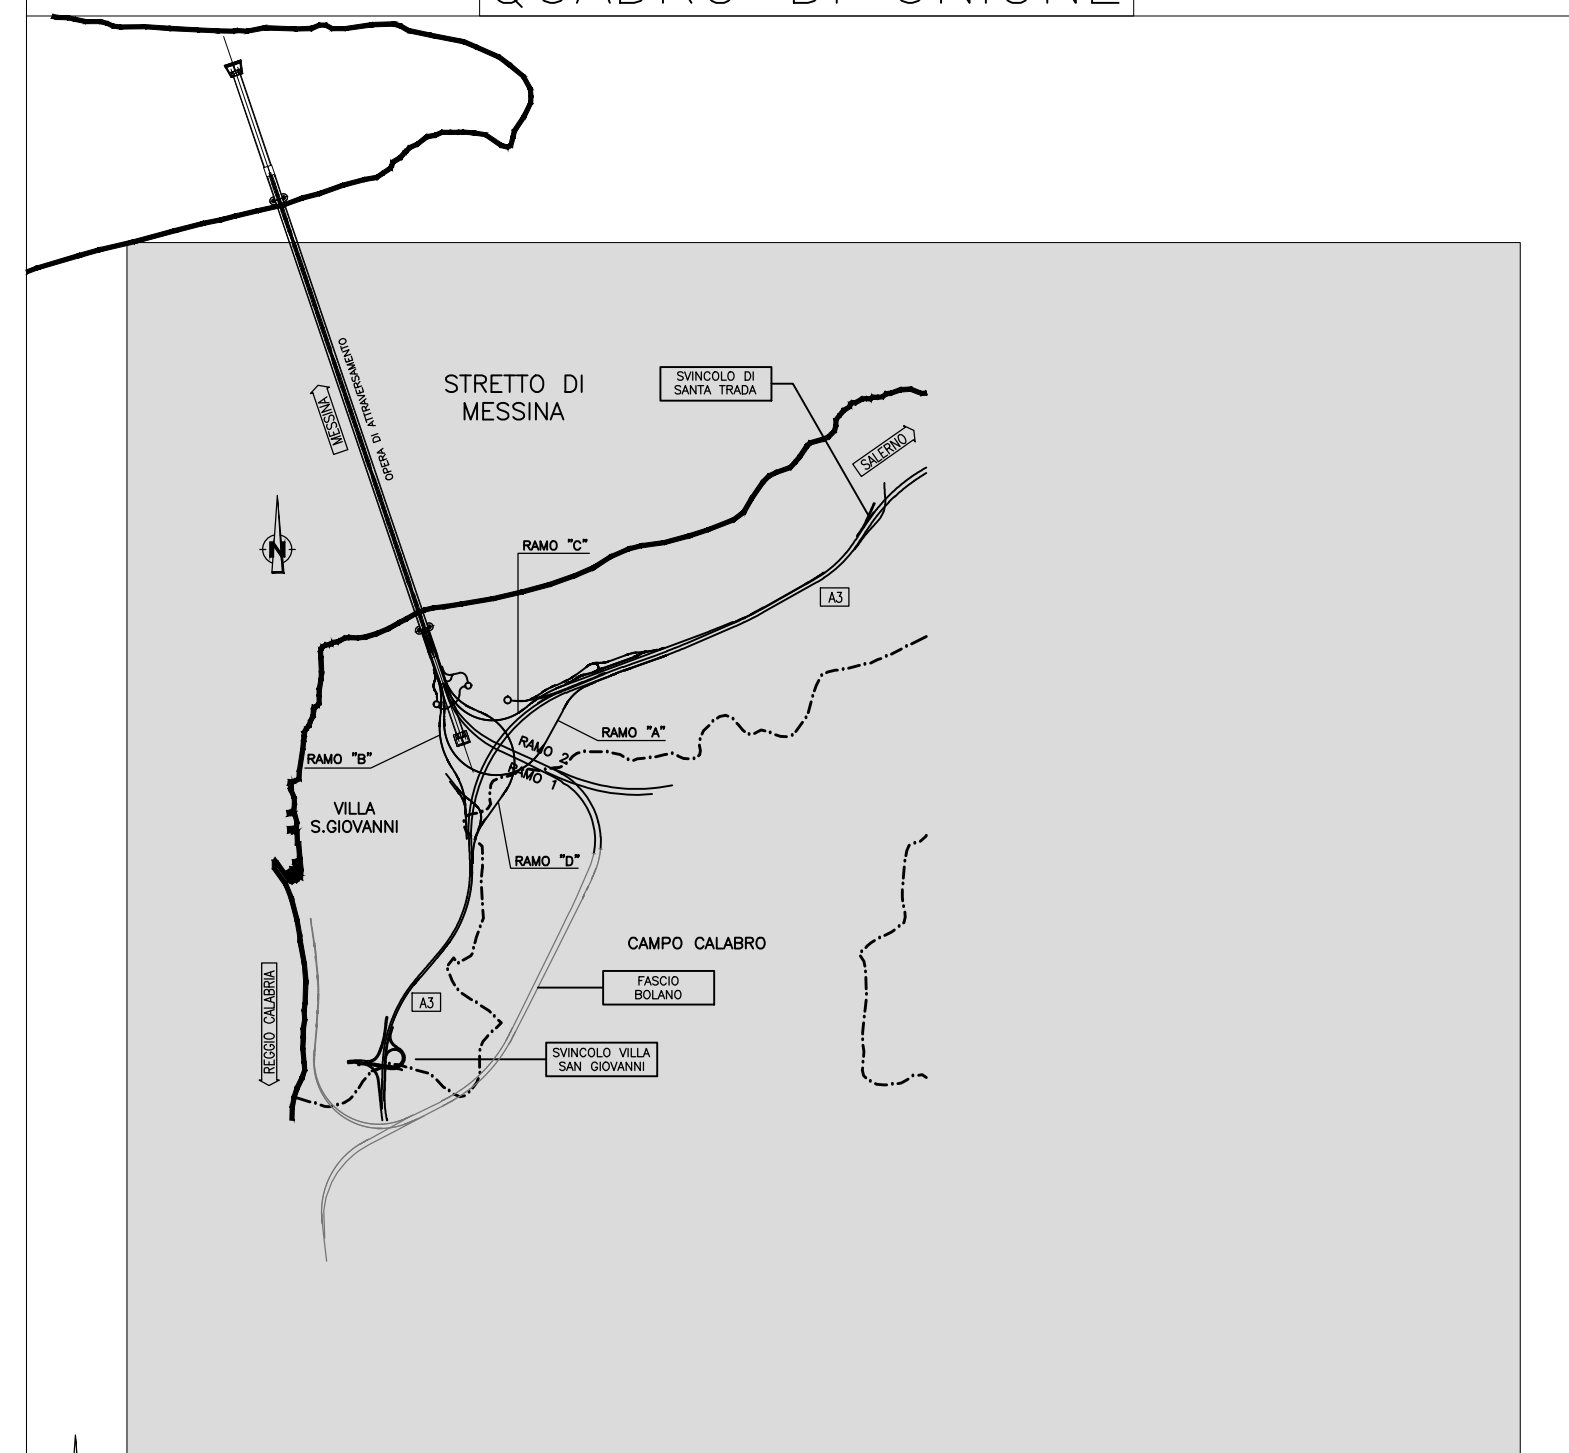 QUADRO DI UNIONE
OPERA DI ATTRAVERSAMENTO
MESSINA
STRETTO DI
MESSINA
SVINCOLO DI
SANTA TRADA
SALERNO
N
RAMO "C"
A3
RAMO "A"
RAMO 2
RAMO "B"
RAMO 1
VILLA
S.GIOVANNI
RAMO "D"
CAMPO CALABRO
FASCIO
BOLANO
REGGIO CALABRIA
A3
SVINCOLO VILLA
SAN GIOVANNI